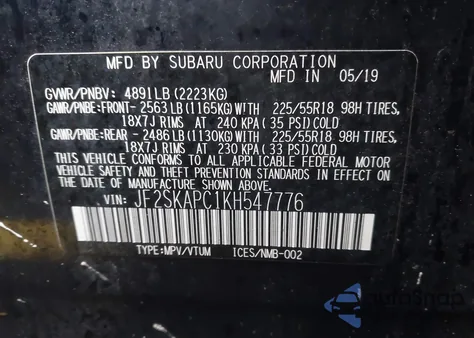 MFD BY SUBARU CORPORATION
MFD IN 05/19
GVWR/PNBV: 4891LB (2223KG)
GAWR/PNBE:FRONT- 2563LB(1165KG)WITH 225/55R18 98H TIRES,
18X7J RIMS AT 240 KPA(35 PSI)COLD
GAWR/PNBE:REAR - 2486LB(1130KG)WITH 225/55R18 98H TIRES,
18X7J RIMS AT 230 KPA(33 PSI)COLD
THIS VEHICLE CONFORMS TO ALL APPLICABLE FEDERAL MOTOR
VEHICLE SAFETY AND THEFT PREVENTION STANDARDS
IN EFFECT ON THE DATE OF MANUFACTURE SHOWN ABOVE.
VIN: JF2SKAPC1KH547776
TYPE:MPV/VTUM ICES/NMB-002
autosnap